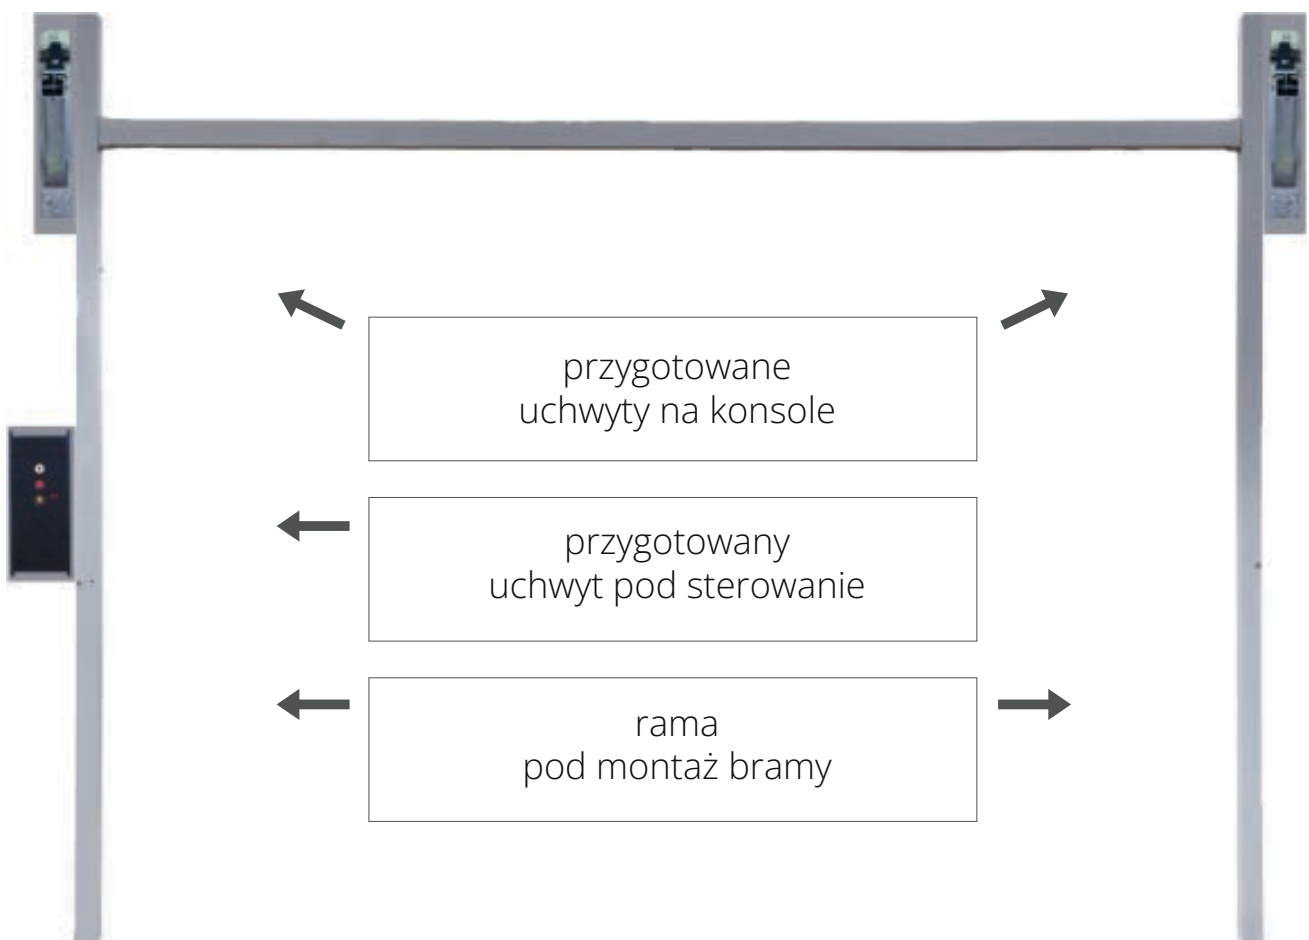 przygotowane
uchwyty na konsole
przygotowany
uchwyt pod sterowanie
rama
pod montaż bramy